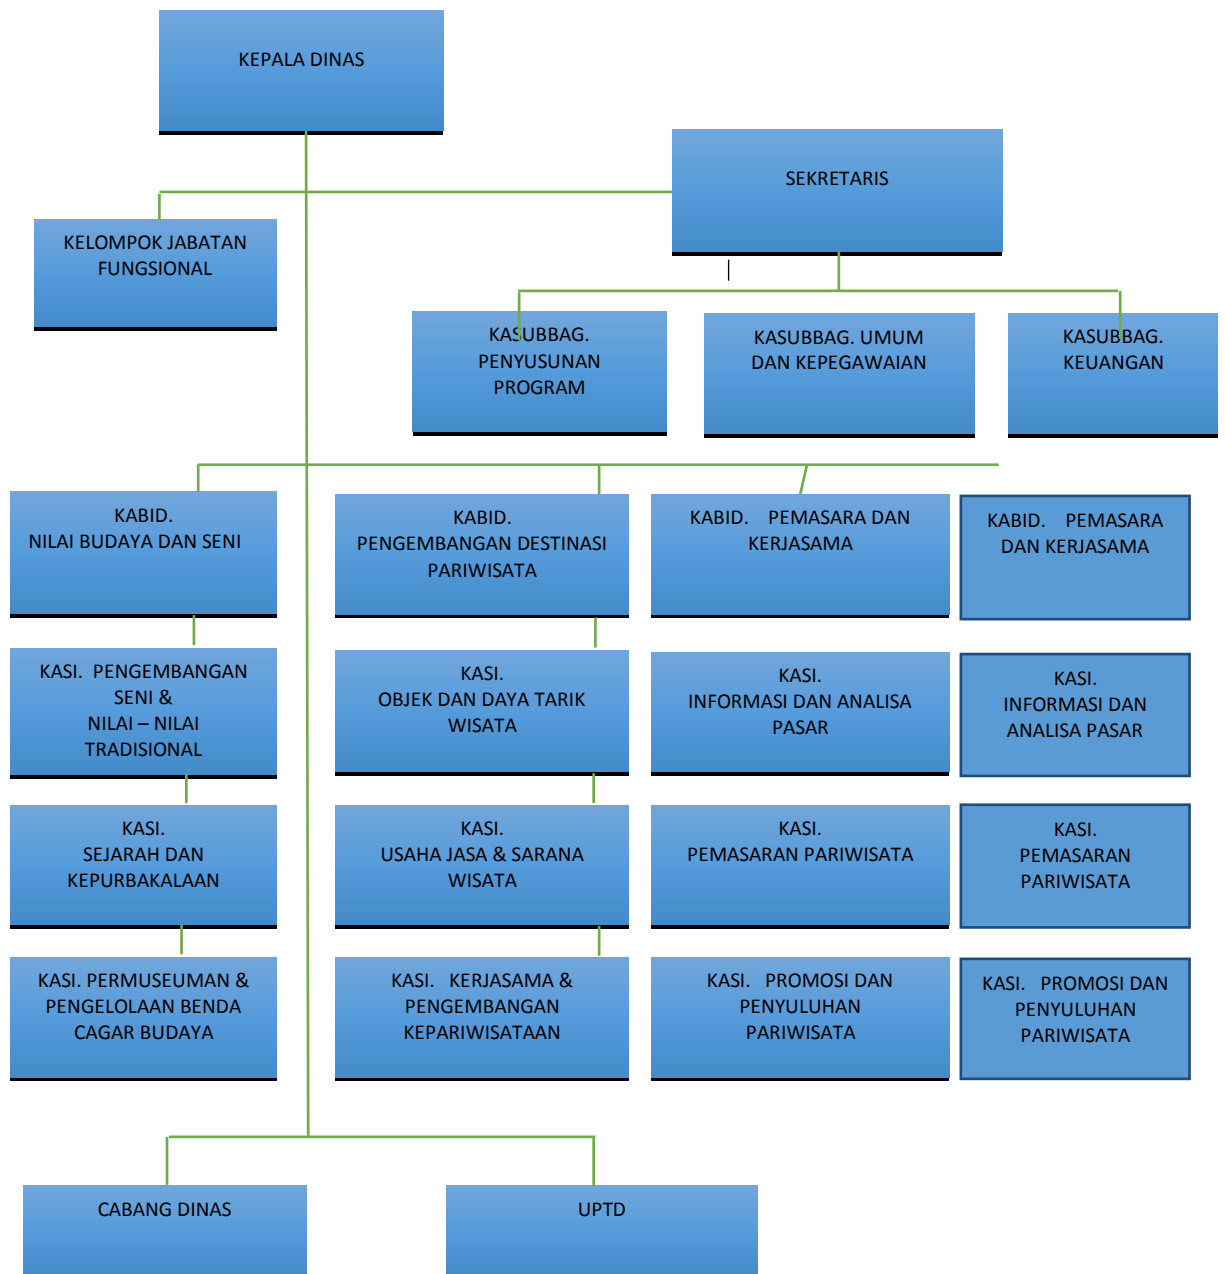 KEPALA DINAS
SEKRETARIS
KELOMPOK JABATAN
FUNGSIONAL
KASUBBAG.
PENYUSUNAN
PROGRAM
KASUBBAG. UMUM
DAN KEPEGAWAIAN
KASUBBAG.
KEUANGAN
KABID.
NILAI BUDAYA DAN SENI
KABID.
PENGEMBANGAN DESTINASI
PARIWISATA
KABID. PEMASARA DAN
KERJASAMA
KABID. PEMASARA
DAN KERJASAMA
KASI. PENGEMBANGAN
SENI &
NILAI – NILAI
TRADISIONAL
KASI.
OBJEK DAN DAYA TARIK
WISATA
KASI.
INFORMASI DAN ANALISA
PASAR
KASI.
INFORMASI DAN
ANALISA PASAR
KASI.
SEJARAH DAN
KEPURBAKALAAN
KASI.
USAHA JASA & SARANA
WISATA
KASI.
PEMASARAN PARIWISATA
KASI.
PEMASARAN
PARIWISATA
KASI. PERMUSEUMAN &
PENGELOLAAN BENDA
CAGAR BUDAYA
KASI. KERJASAMA &
PENGEMBANGAN
KEPARIWISATAAN
KASI. PROMOSI DAN
PENYULUHAN
PARIWISATA
KASI. PROMOSI DAN
PENYULUHAN
PARIWISATA
CABANG DINAS
UPTD